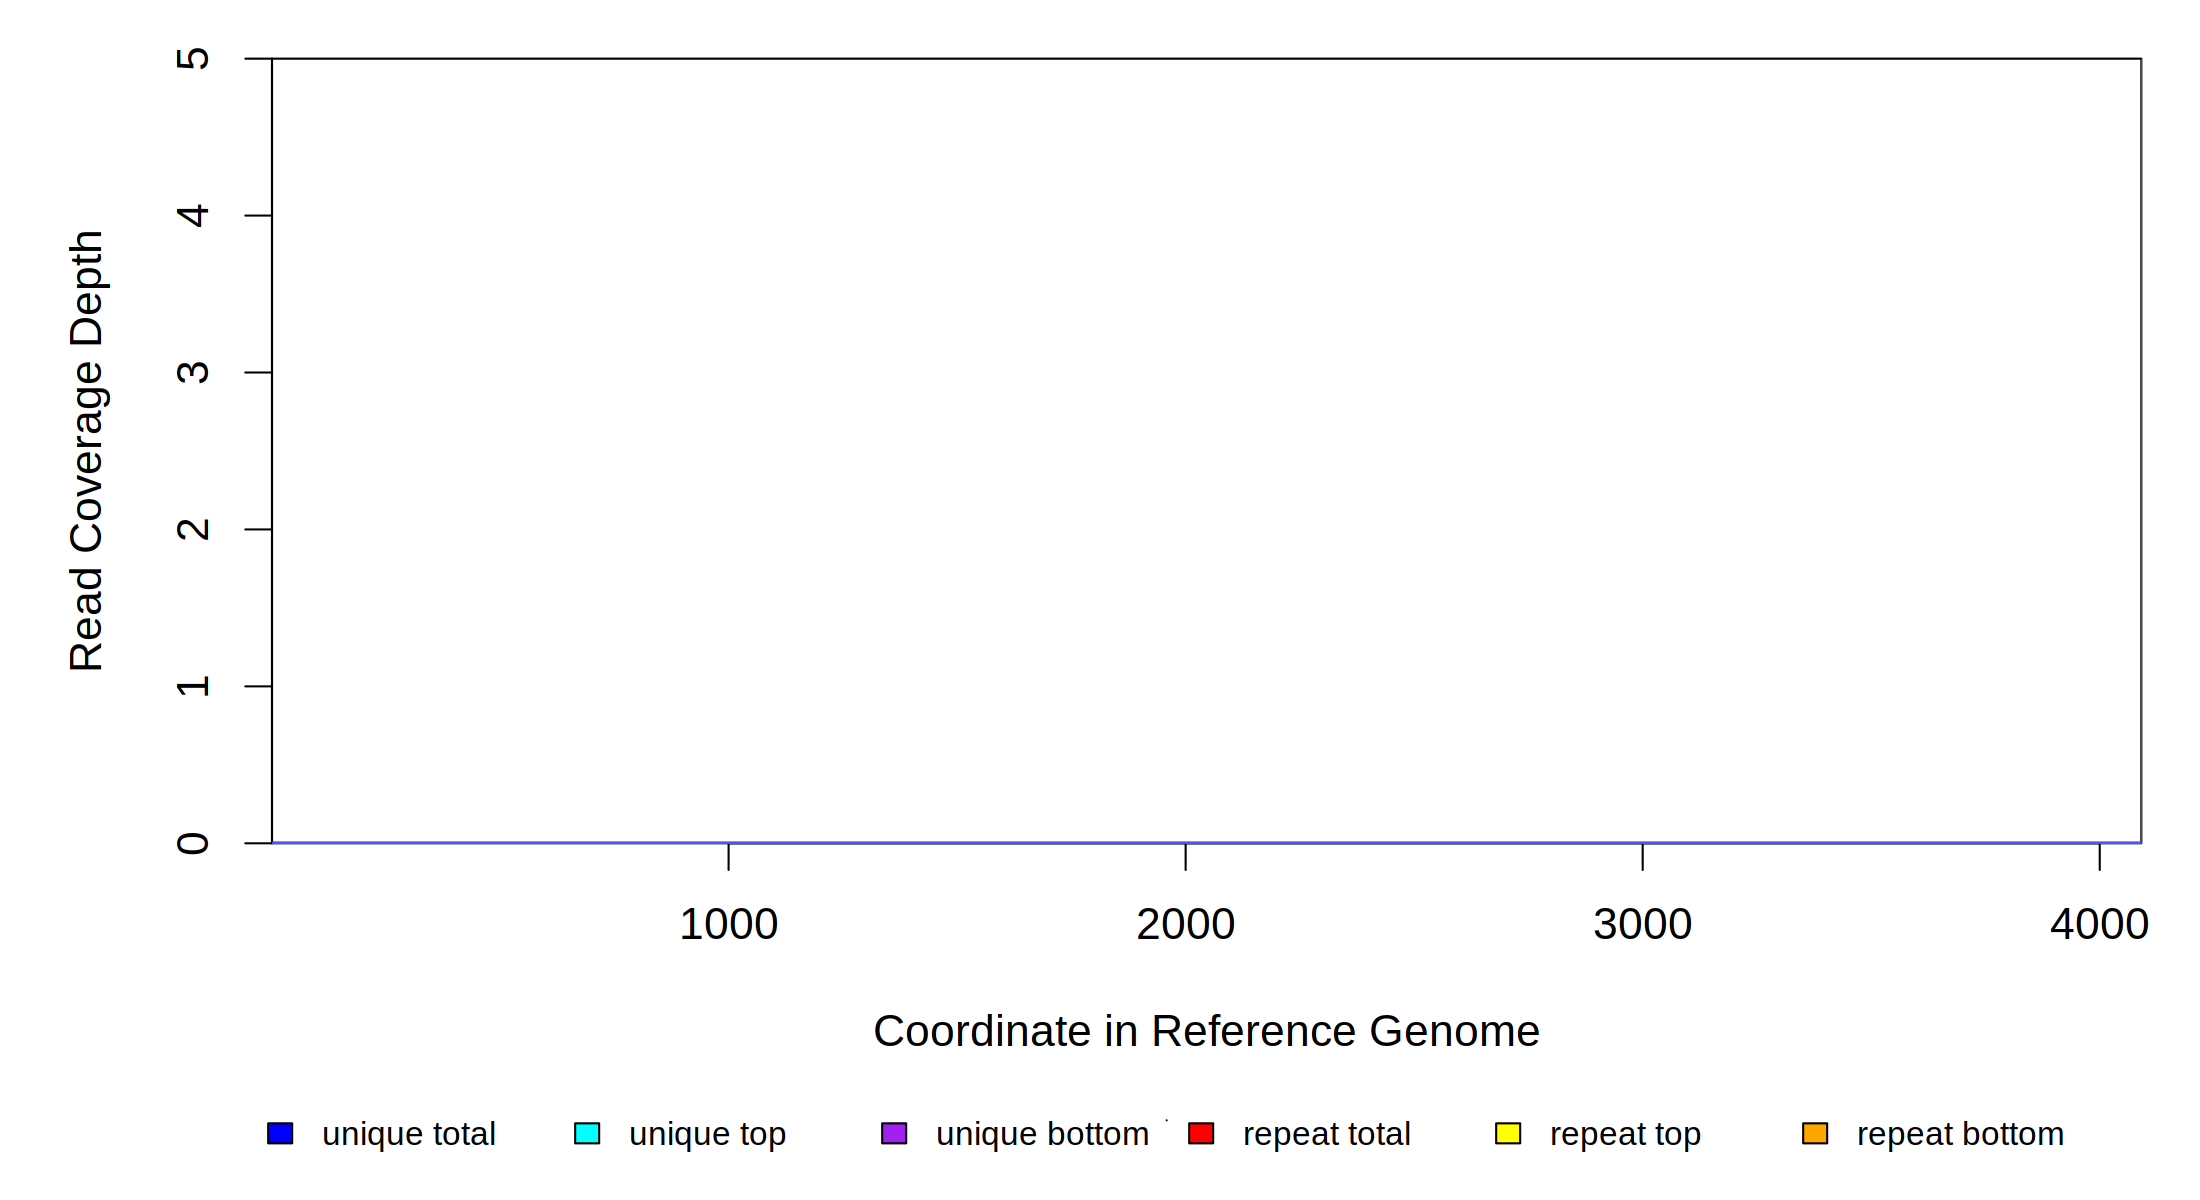 Read Coverage Depth
5
4
3
2
1
0
1000 2000 3000 4000
Coordinate in Reference Genome
unique total unique top unique bottom repeat total repeat top repeat bottom